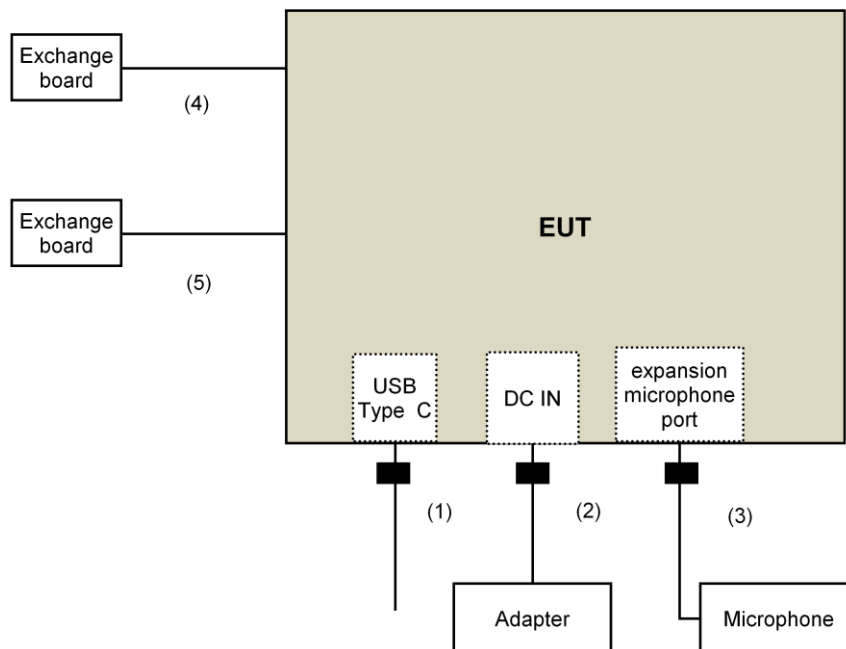 Exchange
board
(4)
Exchange
board
(5)
EUT
USB
Type C
DC IN
expansion
microphone
port
(1)
(2)
(3)
Adapter
Microphone